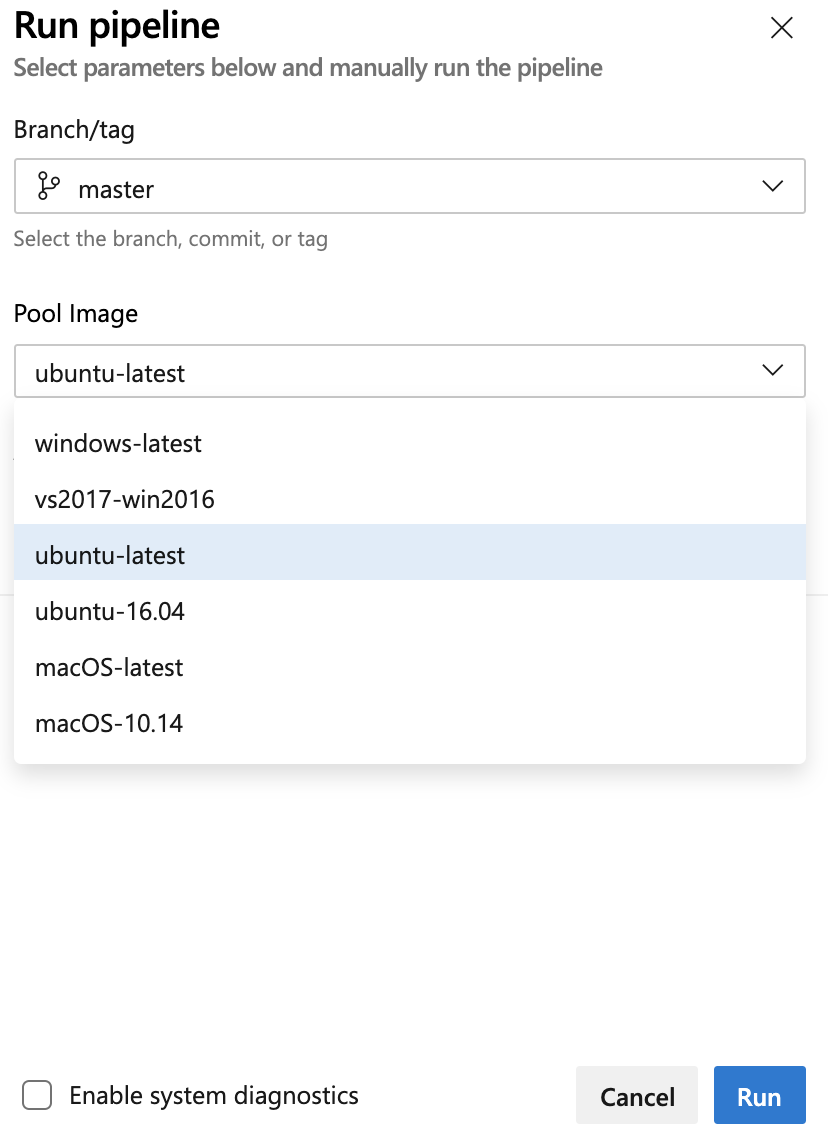 Run pipeline
Select parameters below and manually run the pipeline
Branch/tag
master
Select the branch, commit, or tag
Pool Image
ubuntu-latest
windows-latest
vs2017-win2016
ubuntu-latest
ubuntu-16.04
macOS-latest
macOS-10.14
Enable system diagnostics
Cancel
Run